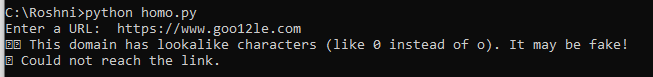 C:\Roshni>python homo.py
Enter a URL:  https://www.goo12le.com
�� This domain has lookalike characters (like 0 instead of o). It may be fake!
� Could not reach the link.